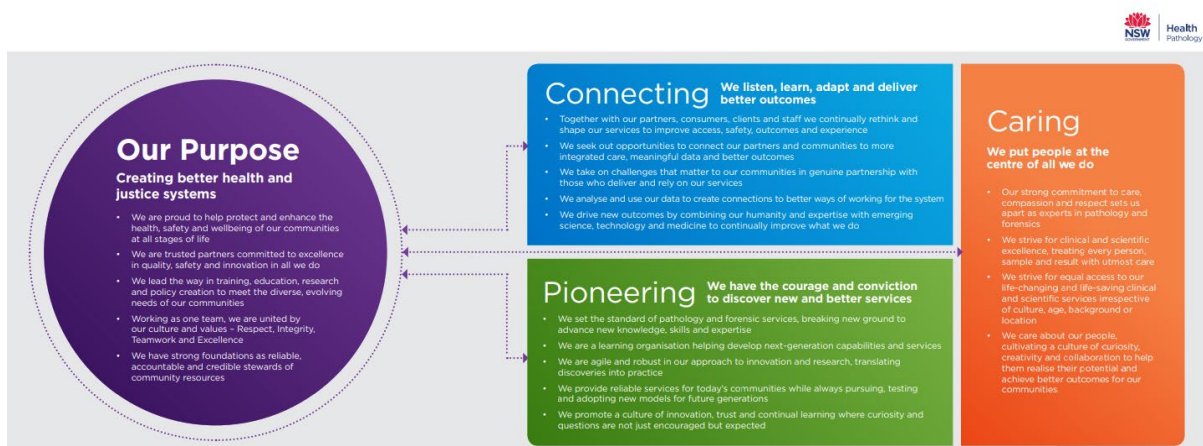 NSW
GOVERNMENT
Health
Pathology
Our Purpose
Creating better health and
justice systems
• We are proud to help protect and enhance the
health, safety and wellbeing of our communities
at all stages of life
• We are trusted partners committed to excellence
in quality, safety and innovation in all we do
• We lead the way in training, education, research
and policy creation to meet the diverse, evolving
needs of our communities
• Working as one team, we are united by
our culture and values – Respect, Integrity,
Teamwork and Excellence
• We have strong foundations as reliable,
accountable and credible stewards of
community resources
Connecting
We listen, learn, adapt and deliver
better outcomes
• Together with our partners, consumers, clients and staff we continually rethink and
shape our services to improve access, safety, outcomes and experience
• We seek out opportunities to connect our partners and communities to more
integrated care, meaningful data and better outcomes
• We take on challenges that matter to our communities in genuine partnership with
those who deliver and rely on our services
• We analyse and use our data to create connections to better ways of working for the system
• We drive new outcomes by combining our humanity and expertise with emerging
science, technology and medicine to continually improve what we do
Pioneering
We have the courage and conviction
to discover new and better services
• We set the standard of pathology and forensic services, breaking new ground to
advance new knowledge, skills and expertise
• We are a learning organisation helping develop next-generation capabilities and services
• We are agile and robust in our approach to innovation and research, translating
discoveries into practice
• We provide reliable services for today's communities while always pursuing, testing
and adopting new models for future generations
• We promote a culture of innovation, trust and continual learning where curiosity and
questions are not just encouraged but expected
Caring
We put people at the
centre of all we do
• Our strong commitment to care,
compassion and respect sets us
apart as experts in pathology and
forensics
• We strive for clinical and scientific
excellence, treating every person,
sample and result with utmost care
• We strive for equal access to our
life-changing and life-saving clinical
and scientific services irrespective
of culture, age, background or
location
• We care about our people,
cultivating a culture of curiosity,
creativity and collaboration to help
them realise their potential and
achieve better outcomes for our
communities